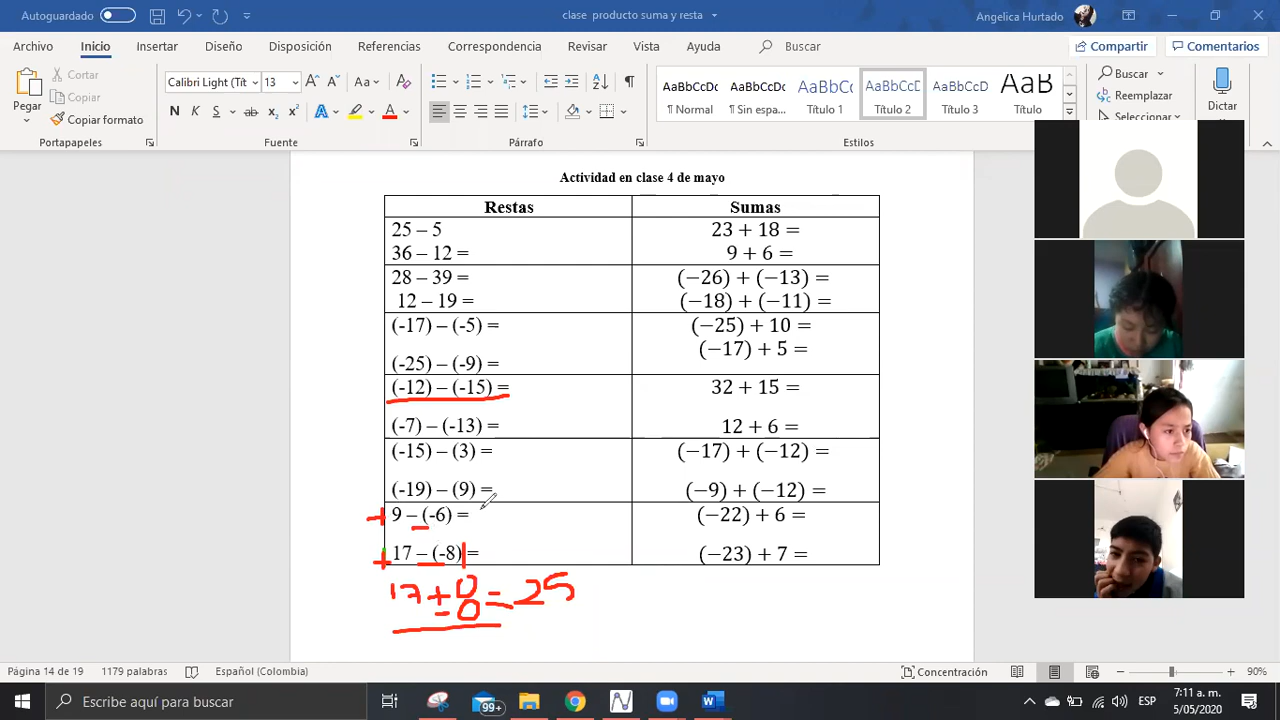 Autoguardado
clase producto suma y resta
Angelica Hurtado
Archivo Inicio Insertar Diseño Disposición Referencias Correspondencia Revisar Vista Ayuda Buscar Compartir Comentarios
Pegar
Cortar
Copiar
Copiar formato
Portapapeles
Calibri Light (Tít 13
Fuente
Párrafo
AaBbCcDc AaBbCcDc AaBbCc AaBbCcD AaBbCcD AaB
¶ Normal ¶ Sin espa... Título 1 Título 2 Título 3 Título
Estilos
Buscar
Reemplazar
Seleccionar
Dictar
Actividad en clase 4 de mayo
Restas Sumas
25 – 5 23 + 18 =
36 – 12 = 9 + 6 =
28 – 39 = (−26) + (−13) =
12 – 19 = (−18) + (−11) =
(-17) – (-5) = (−25) + 10 =
(−17) + 5 =
(-25) – (-9) =
(-12) – (-15) = 32 + 15 =
(-7) – (-13) = 12 + 6 =
(-15) – (3) = (−17) + (−12) =
(-19) – (9) = (−9) + (−12) =
+ 9 – (-6) = (−22) + 6 =
+ 17 – (-8) = (−23) + 7 =
17 + 8 = 25
Página 14 de 19 1179 palabras Español (Colombia) Concentración 90%
Escribe aquí para buscar
99+
ESP
7:11 a. m.
5/05/2020